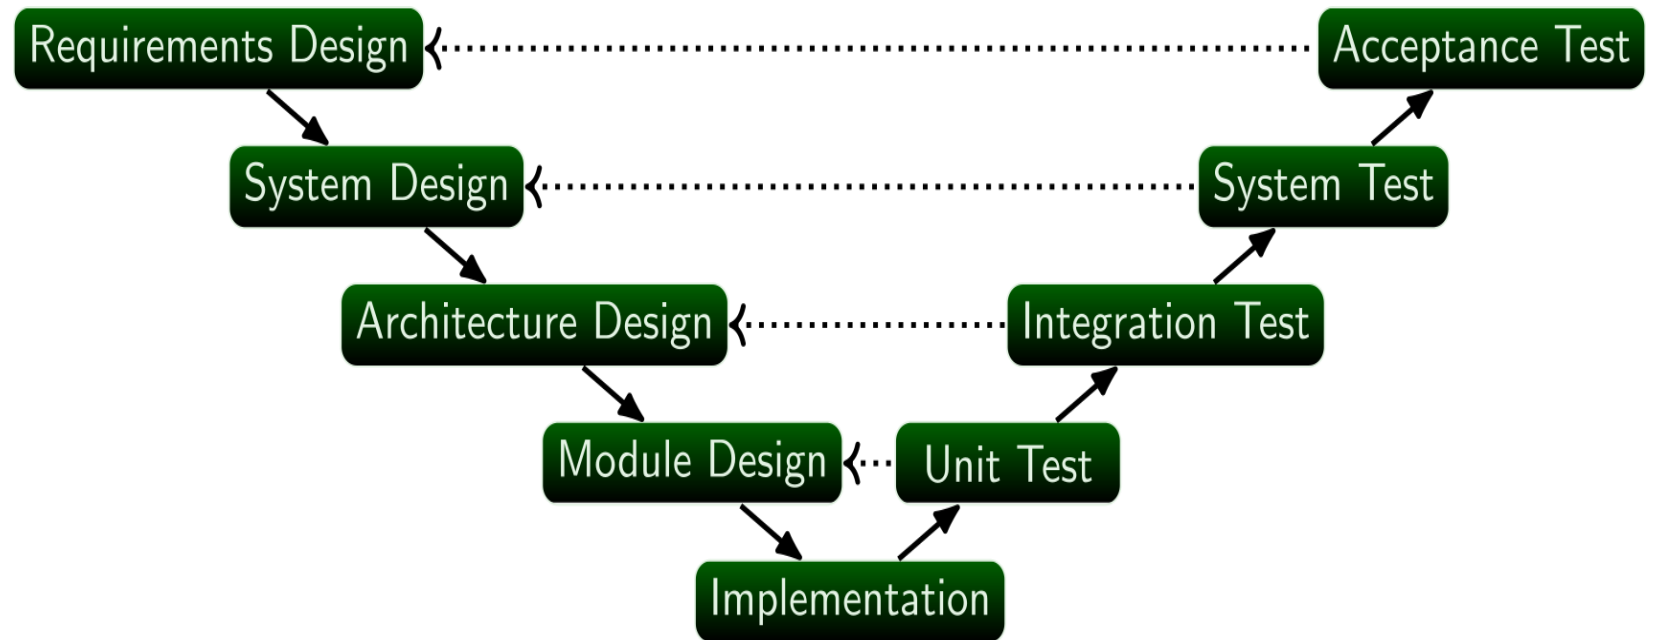 Requirements Design
Acceptance Test
System Design
System Test
Architecture Design
Integration Test
Module Design
Unit Test
Implementation